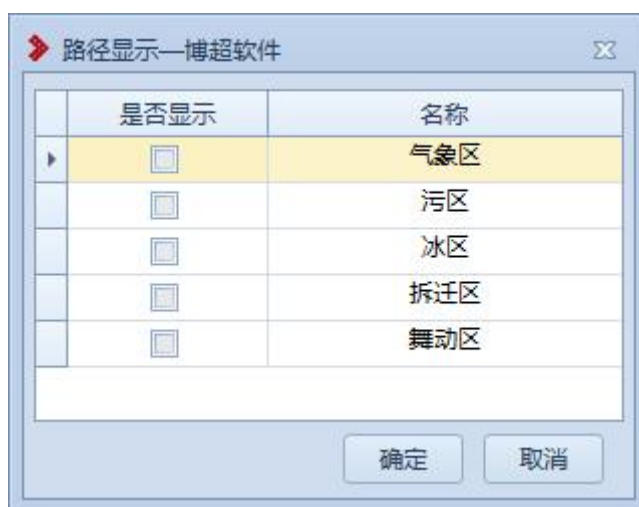 路径显示—博超软件
是否显示 名称
气象区
污区
冰区
拆迁区
舞动区
确定 取消